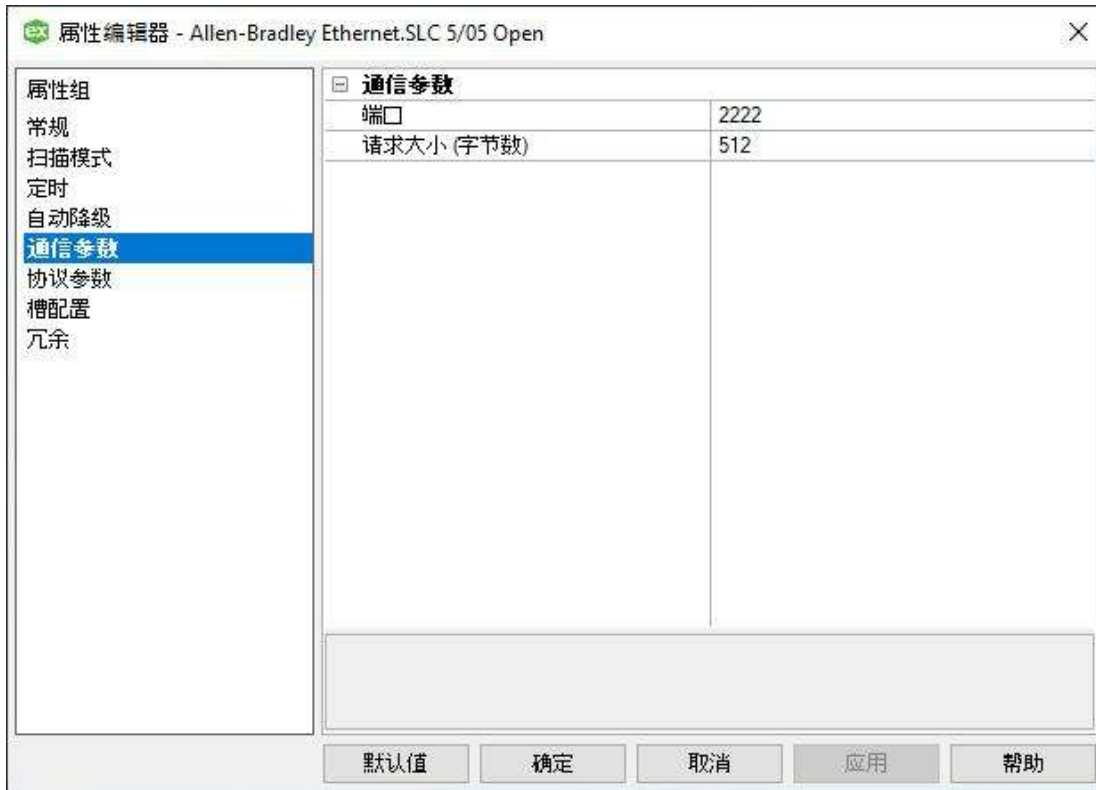 属性编辑器 - Allen-Bradley Ethernet.SLC 5/05 Open
属性组
常规
扫描模式
定时
自动降级
通信参数
协议参数
槽配置
冗余
通信参数
端口 2222
请求大小 (字节数) 512
默认值 确定 取消 应用 帮助